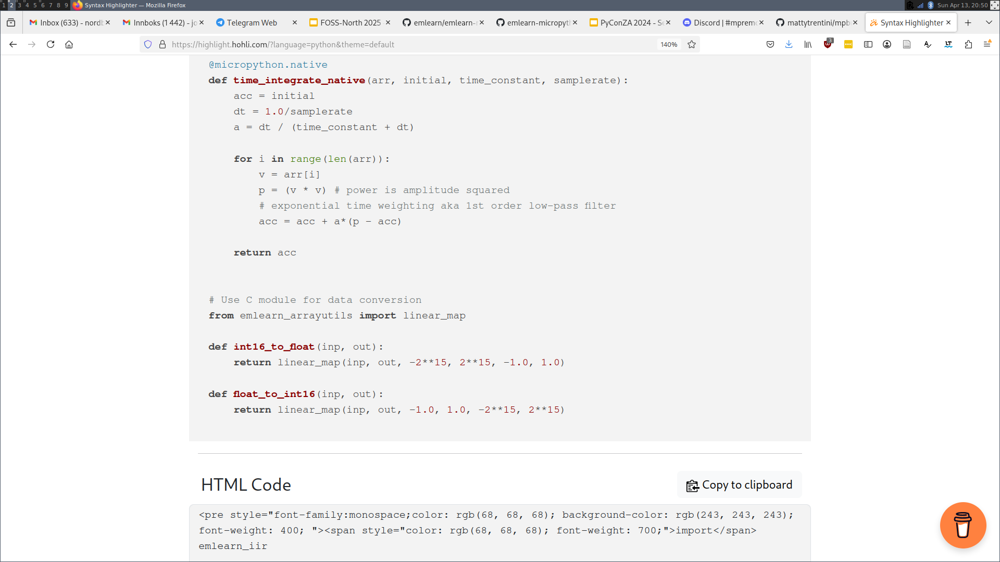 1 2 3 4 5 6 7 8 9 Syntax Highlighter — Mozilla Firefox Sun Apr 13, 20:50
Inbox (633) - nordb Innboks (1 442) - jo Telegram Web FOSS-North 2025 - emlearn/emlearn- emlearn-micropyth PyConZA 2024 - Se Discord | #mpremo mattytrentini/mpb Syntax Highlighter
https://highlight.hohli.com/?language=python&theme=default 140% 3 LT
@micropython.native
def time_integrate_native(arr, initial, time_constant, samplerate):
    acc = initial
    dt = 1.0/samplerate
    a = dt / (time_constant + dt)
    for i in range(len(arr)):
        v = arr[i]
        p = (v * v) # power is amplitude squared
        # exponential time weighting aka 1st order low-pass filter
        acc = acc + a*(p - acc)
    return acc
# Use C module for data conversion
from emlearn_arrayutils import linear_map
def int16_to_float(inp, out):
    return linear_map(inp, out, -2**15, 2**15, -1.0, 1.0)
def float_to_int16(inp, out):
    return linear_map(inp, out, -1.0, 1.0, -2**15, 2**15)
HTML Code
Copy to clipboard
<pre style="font-family:monospace;color: rgb(68, 68, 68); background-color: rgb(243, 243, 243);
font-weight: 400; "><span style="color: rgb(68, 68, 68); font-weight: 700;">import</span>
emlearn_iir